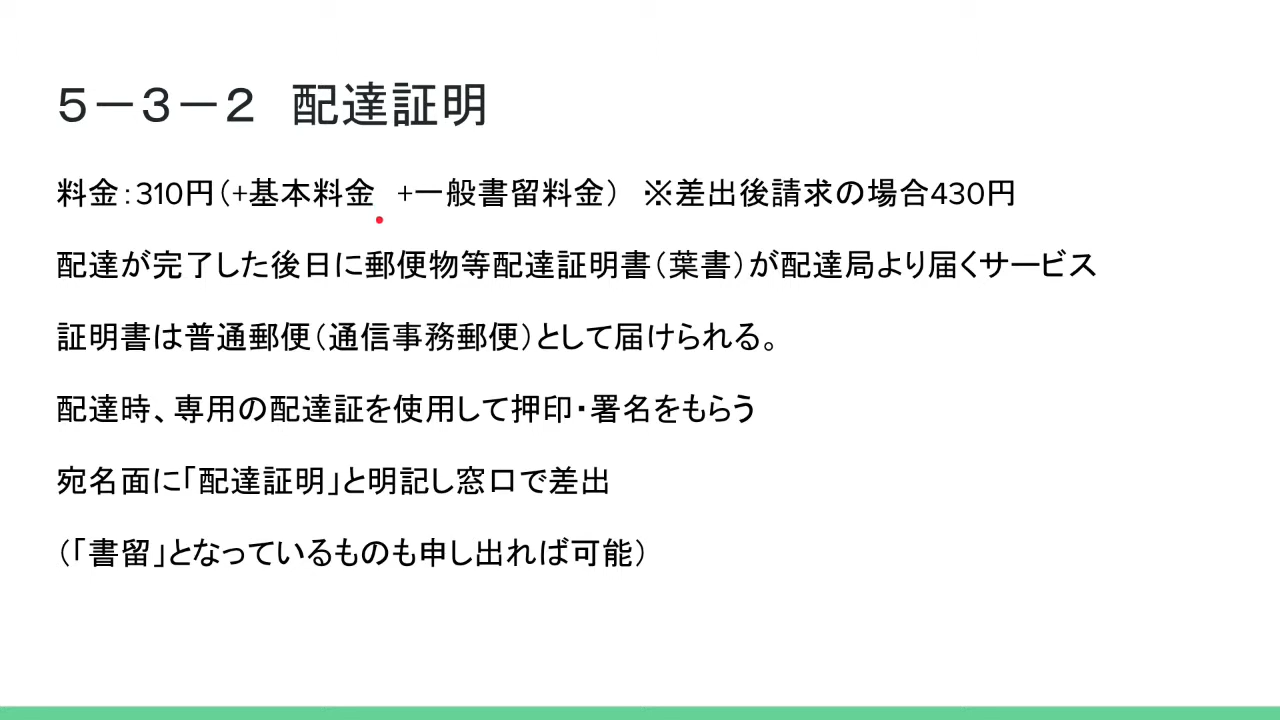 ５－３－２　配達証明
料金：310円（+基本料金　+一般書留料金）　※差出後請求の場合430円
配達が完了した後日に郵便物等配達証明書（葉書）が配達局より届くサービス
証明書は普通郵便（通信事務郵便）として届けられる。
配達時、専用の配達証を使用して押印・署名をもらう
宛名面に「配達証明」と明記し窓口で差出
（「書留」となっているものも申し出れば可能）